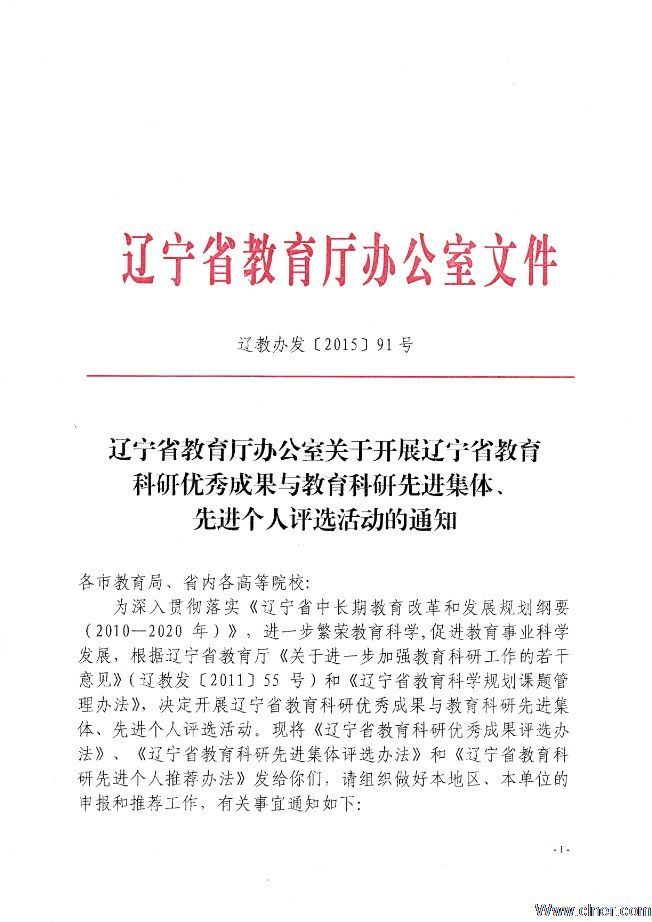 辽宁省教育厅办公室文件
辽教办发〔2015〕91号
辽宁省教育厅办公室关于开展辽宁省教育
科研优秀成果与教育科研先进集体、
先进个人评选活动的通知
各市教育局、省内各高等院校:
为深入贯彻落实《辽宁省中长期教育改革和发展规划纲要
（2010—2020 年）》，进一步繁荣教育科学,促进教育事业科学
发展，根据辽宁省教育厅《关于进一步加强教育科研工作的若干
意见》（辽教发〔2011〕55 号）和《辽宁省教育科学规划课题管
理办法》，决定开展辽宁省教育科研优秀成果与教育科研先进集
体、先进个人评选活动。现将《辽宁省教育科研优秀成果评选办
法》、《辽宁省教育科研先进集体评选办法》和《辽宁省教育科
研先进个人推荐办法》发给你们，请组织做好本地区、本单位的
申报和推荐工作，有关事宜通知如下:
- 1 -
Www.clner.com